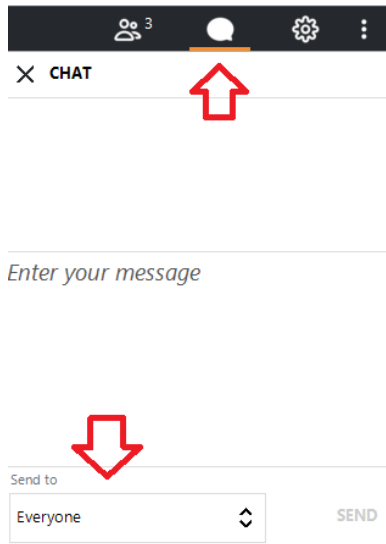 3
CHAT
Enter your message
Send to
Everyone
SEND